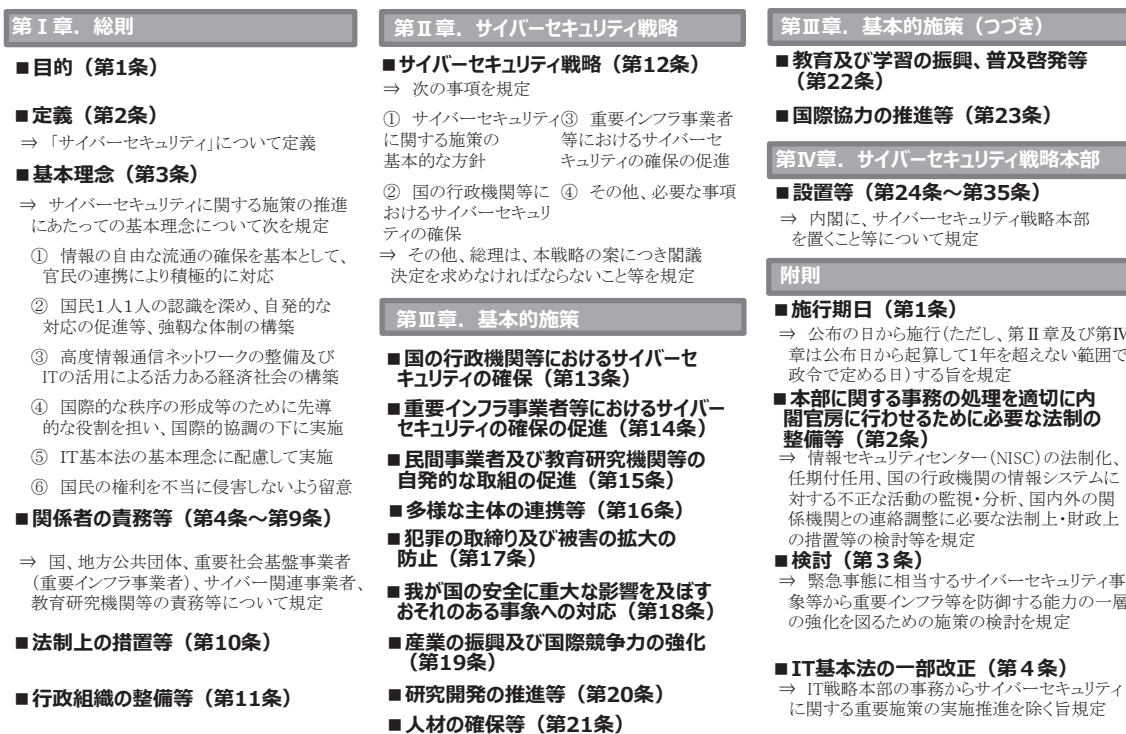 第Ⅰ章．総則
■目的（第1条）
■定義（第2条）
⇒ 「サイバーセキュリティ」について定義
■基本理念（第3条）
⇒ サイバーセキュリティに関する施策の推進
にあたっての基本理念について次を規定
① 情報の自由な流通の確保を基本として、
官民の連携により積極的に対応
② 国民1人1人の認識を深め、自発的な
対応の促進等、強靱な体制の構築
③ 高度情報通信ネットワークの整備及び
ITの活用による活力ある経済社会の構築
④ 国際的な秩序の形成等のために先導
的な役割を担い、国際的協調の下に実施
⑤ IT基本法の基本理念に配慮して実施
⑥ 国民の権利を不当に侵害しないよう留意
■関係者の責務等（第4条～第9条）
⇒ 国、地方公共団体、重要社会基盤事業者
（重要インフラ事業者）、サイバー関連事業者、
教育研究機関等の責務等について規定
■法制上の措置等（第10条）
■行政組織の整備等（第11条）
第Ⅱ章．サイバーセキュリティ戦略
■サイバーセキュリティ戦略（第12条）
⇒ 次の事項を規定
① サイバーセキュリティ
に関する施策の
基本的な方針
② 国の行政機関等に
おけるサイバーセキュリ
ティの確保
③ 重要インフラ事業者
等におけるサイバーセ
キュリティの確保の促進
④ その他、必要な事項
⇒ その他、総理は、本戦略の案につき閣議
決定を求めなければならないこと等を規定
第Ⅲ章．基本的施策
■国の行政機関等におけるサイバーセ
キュリティの確保（第13条）
■重要インフラ事業者等におけるサイバー
セキュリティの確保の促進（第14条）
■民間事業者及び教育研究機関等の
自発的な取組の促進（第15条）
■多様な主体の連携等（第16条）
■犯罪の取締り及び被害の拡大の
防止（第17条）
■我が国の安全に重大な影響を及ぼす
おそれのある事象への対応（第18条）
■産業の振興及び国際競争力の強化
（第19条）
■研究開発の推進等（第20条）
■人材の確保等（第21条）
第Ⅲ章．基本的施策（つづき）
■教育及び学習の振興、普及啓発等
（第22条）
■国際協力の推進等（第23条）
第Ⅳ章．サイバーセキュリティ戦略本部
■設置等（第24条～第35条）
⇒ 内閣に、サイバーセキュリティ戦略本部
を置くこと等について規定
附則
■施行期日（第1条）
⇒ 公布の日から施行（ただし、第Ⅱ章及び第Ⅳ
章は公布日から起算して1年を超えない範囲で
政令で定める日）する旨を規定
■本部に関する事務の処理を適切に内
閣官房に行わせるために必要な法制の
整備等（第2条）
⇒ 情報セキュリティセンター（NISC）の法制化、
任期付任用、国の行政機関の情報システムに
対する不正な活動の監視・分析、国内外の関
係機関との連絡調整に必要な法制上・財政上
の措置等の検討等を規定
■検討（第３条）
⇒ 緊急事態に相当するサイバーセキュリティ事
象等から重要インフラ等を防御する能力の一層
の強化を図るための施策の検討を規定
■IT基本法の一部改正（第４条）
⇒ IT戦略本部の事務からサイバーセキュリティ
に関する重要施策の実施推進を除く旨規定